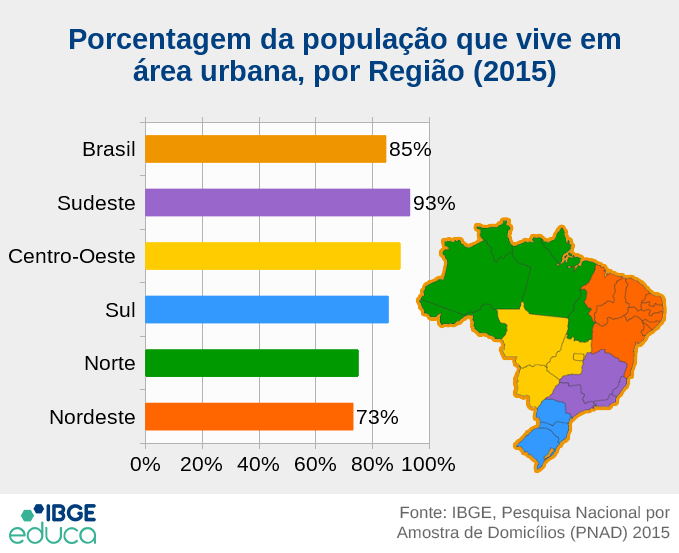 Porcentagem da população que vive em
área urbana, por Região (2015)
Brasil 85%
Sudeste 93%
Centro-Oeste
Sul
Norte
Nordeste 73%
0% 20% 40% 60% 80% 100%
IBGE
educa
Fonte: IBGE, Pesquisa Nacional por
Amostra de Domicílios (PNAD) 2015